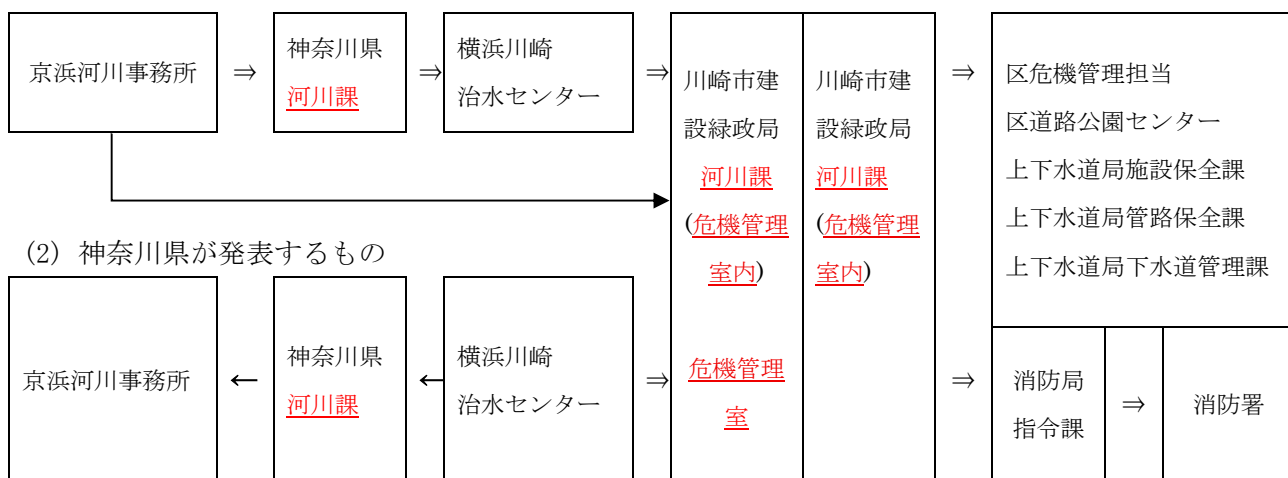 京浜河川事務所
⇒
神奈川県
河川課
⇒
横浜川崎
治水センター
⇒
川崎市建
設緑政局
河川課
(危機管理
室内)
危機管理
室
川崎市建
設緑政局
河川課
(危機管理
室内)
⇒
区危機管理担当
区道路公園センター
上下水道局施設保全課
上下水道局管路保全課
上下水道局下水道管理課
(2) 神奈川県が発表するもの
京浜河川事務所
←
神奈川県
河川課
←
横浜川崎
治水センター
⇒
⇒
消防局
指令課
⇒
消防署